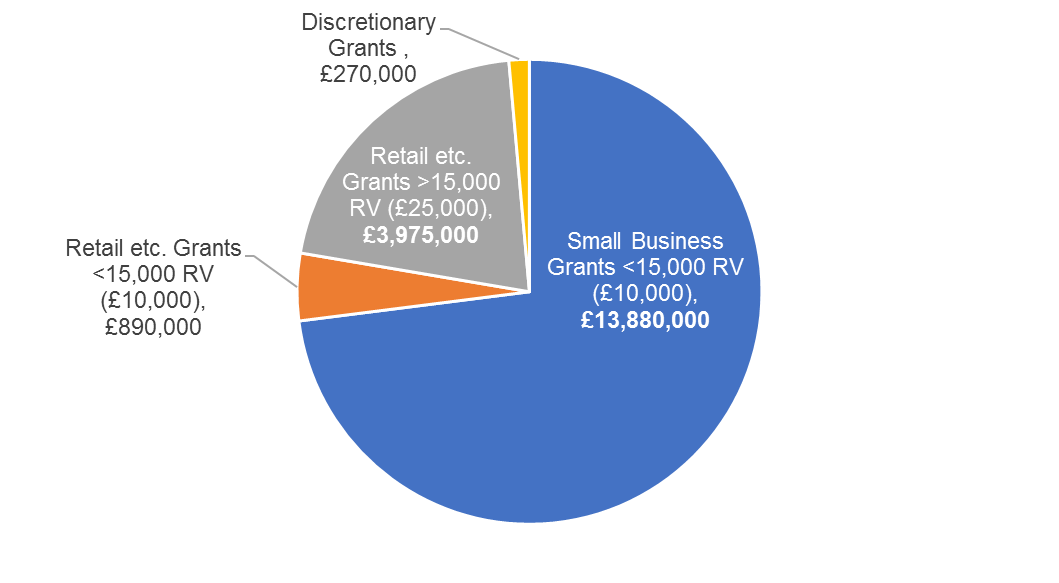 Discretionary
Grants ,
£270,000
Retail etc.
Grants >15,000
RV (£25,000),
£3,975,000
Retail etc. Grants
<15,000 RV
(£10,000),
£890,000
Small Business
Grants <15,000 RV
(£10,000),
£13,880,000